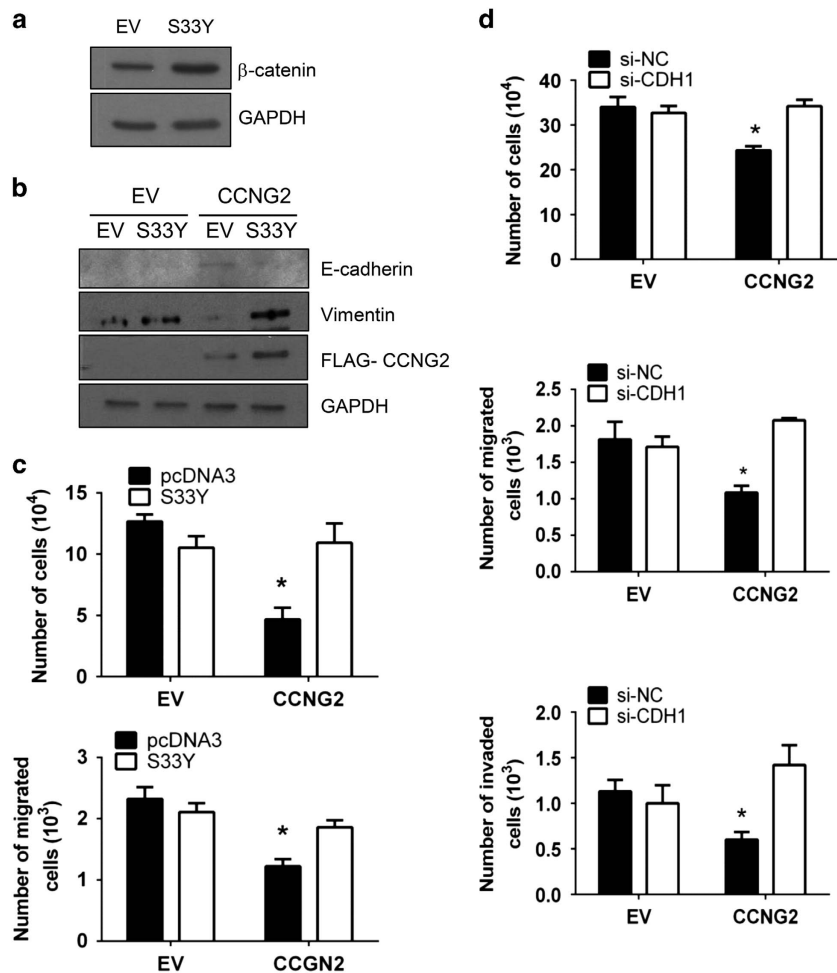 a
EV S33Y
β-catenin
GAPDH
b
EV CCNG2
EV S33Y EV S33Y
E-cadherin
Vimentin
FLAG- CCNG2
GAPDH
c
pcDNA3
S33Y
Number of cells (10⁴)
15
10
5
0
*
EV CCNG2
pcDNA3
S33Y
Number of migrated
cells (10³)
3
2
1
0
*
EV CCGN2
d
si-NC
si-CDH1
Number of cells (10⁴)
40
30
20
10
0
*
EV CCNG2
si-NC
si-CDH1
Number of migrated
cells (10³)
2.5
2.0
1.5
1.0
0.5
0.0
*
EV CCNG2
si-NC
si-CDH1
Number of invaded
cells (10³)
2.0
1.5
1.0
0.5
0.0
*
EV CCNG2